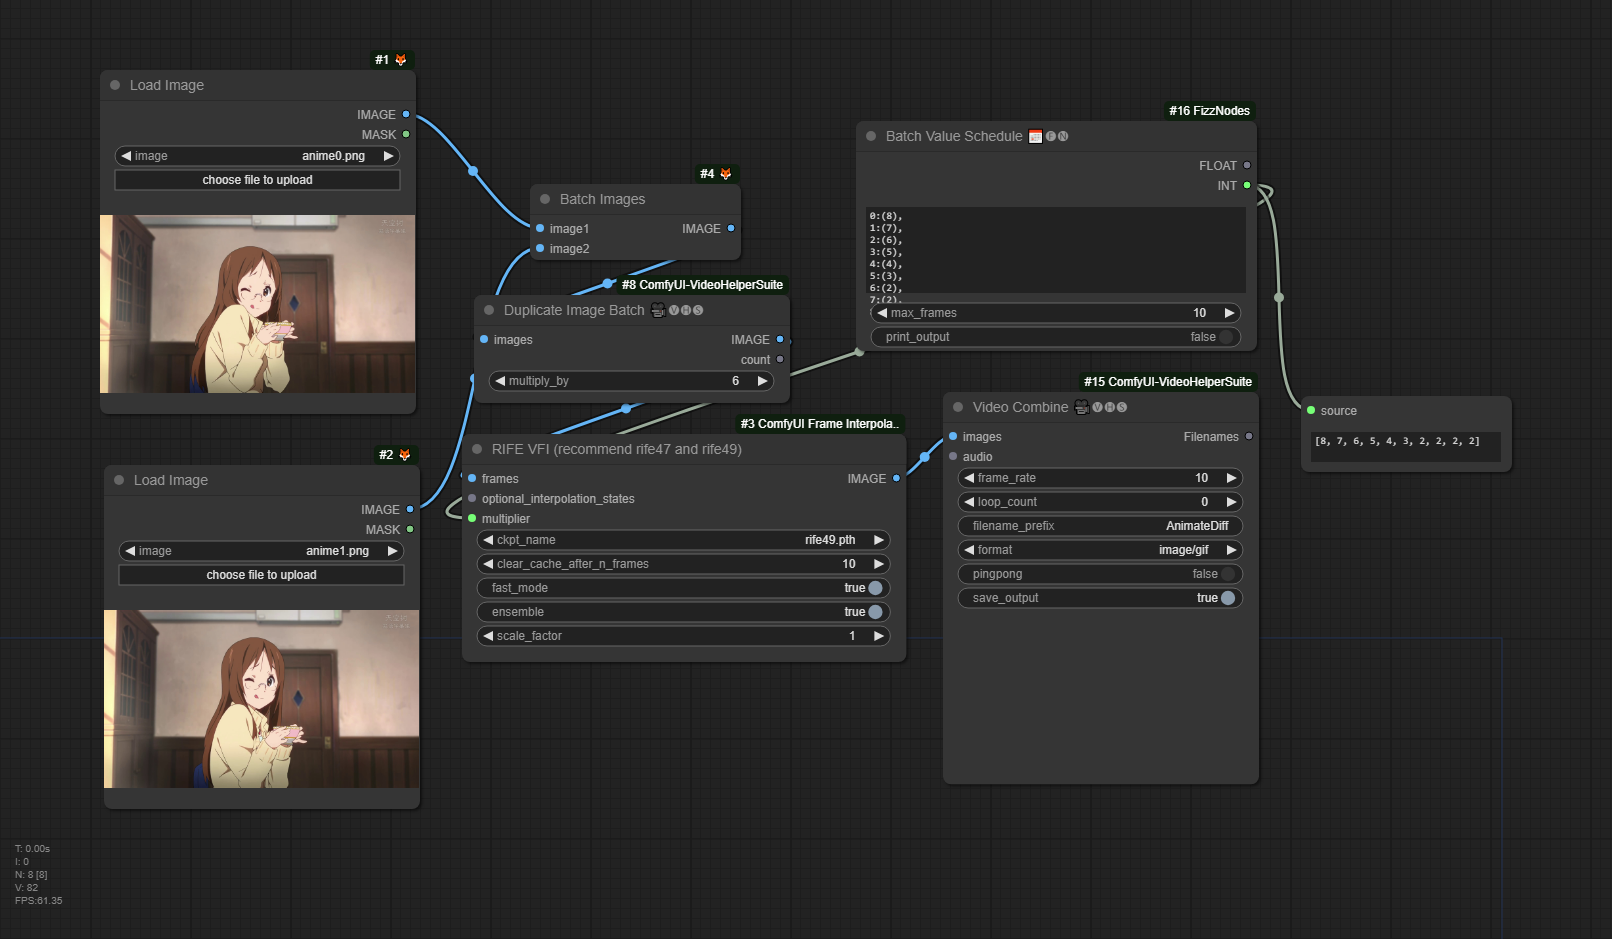 #1
Load Image
IMAGE
MASK
image anime0.png
choose file to upload
#2
Load Image
IMAGE
MASK
image anime1.png
choose file to upload
#4
Batch Images
image1 IMAGE
image2
#8 ComfyUI-VideoHelperSuite
Duplicate Image Batch VHS
images IMAGE
count
multiply_by 6
#3 ComfyUI Frame Interpola..
RIFE VFI (recommend rife47 and rife49)
frames IMAGE
optional_interpolation_states
multiplier
ckpt_name rife49.pth
clear_cache_after_n_frames 10
fast_mode true
ensemble true
scale_factor 1
#16 FizzNodes
Batch Value Schedule FN
FLOAT
INT
0:(8),
1:(7),
2:(6),
3:(5),
4:(4),
5:(3),
6:(2),
7:(2),
max_frames 10
print_output false
#15 ComfyUI-VideoHelperSuite
Video Combine VHS
images Filenames
audio
frame_rate 10
loop_count 0
filename_prefix AnimateDiff
format image/gif
pingpong false
save_output true
source
[8, 7, 6, 5, 4, 3, 2, 2, 2, 2]
T: 0.00s
I: 0
N: 8 [8]
V: 82
FPS:61.35